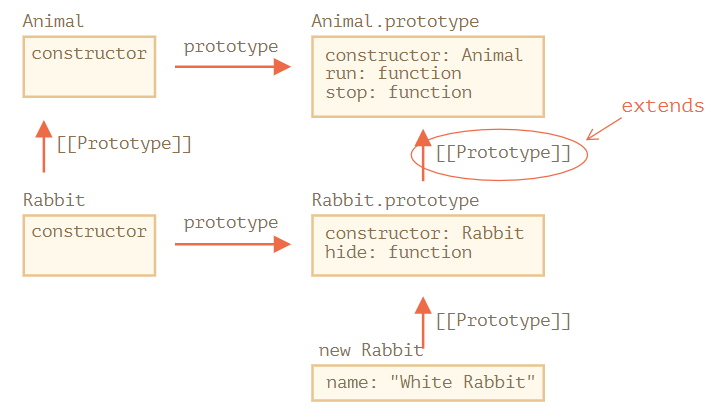 Animal
Animal.prototype
constructor
prototype
constructor: Animal
run: function
stop: function
extends
[[Prototype]]
[[Prototype]]
Rabbit
Rabbit.prototype
constructor
prototype
constructor: Rabbit
hide: function
[[Prototype]]
new Rabbit
name: "White Rabbit"